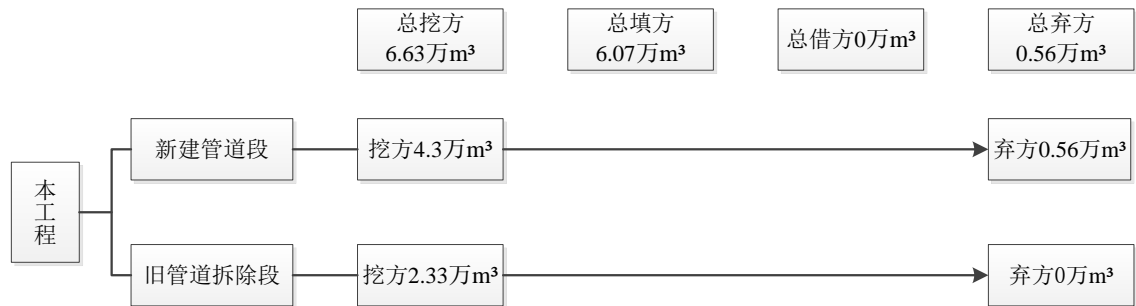 总挖方
6.63万m³
总填方
6.07万m³
总借方0万m³
总弃方
0.56万m³
新建管道段
挖方4.3万m³
弃方0.56万m³
本工程
旧管道拆除段
挖方2.33万m³
弃方0万m³